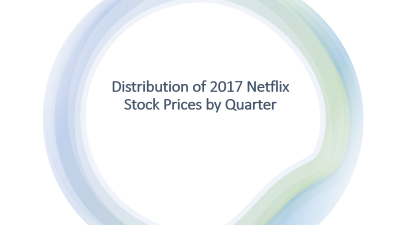 Distribution of 2017 Netflix
Stock Prices by Quarter